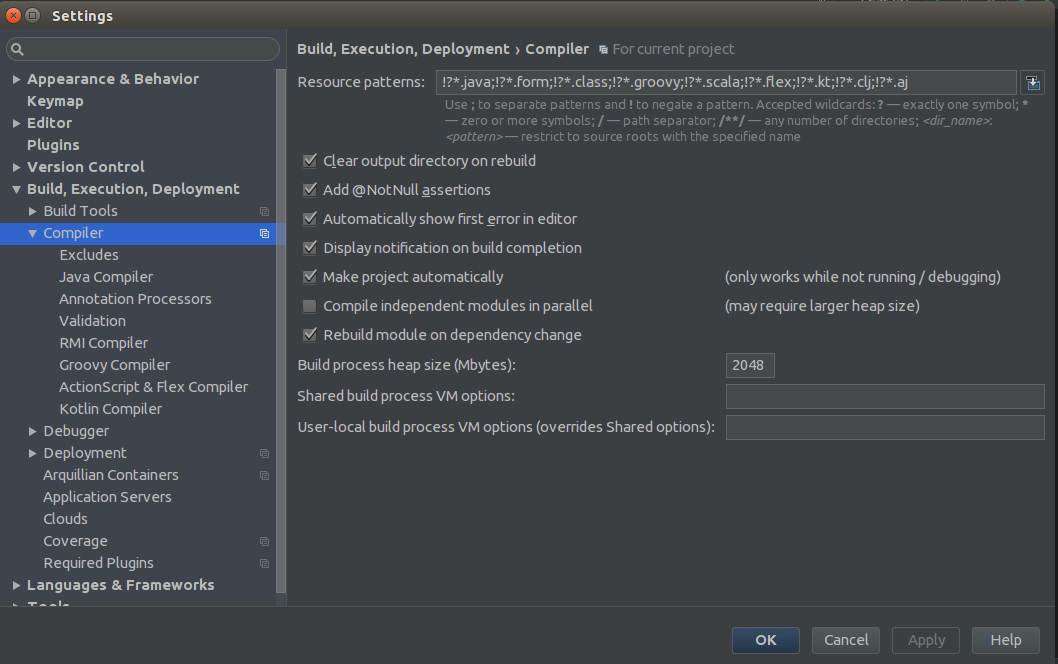 Settings
Build, Execution, Deployment › Compiler For current project
Appearance & Behavior
Keymap
Editor
Plugins
Version Control
Build, Execution, Deployment
Build Tools
Compiler
Excludes
Java Compiler
Annotation Processors
Validation
RMI Compiler
Groovy Compiler
ActionScript & Flex Compiler
Kotlin Compiler
Debugger
Deployment
Arquillian Containers
Application Servers
Clouds
Coverage
Required Plugins
Languages & Frameworks
Tools
Resource patterns: !?*.java;!?*.form;!?*.class;!?*.groovy;!?*.scala;!?*.flex;!?*.kt;!?*.clj;!?*.aj
Use ; to separate patterns and ! to negate a pattern. Accepted wildcards: ? — exactly one symbol; *
— zero or more symbols; / — path separator; /**/ — any number of directories; <dir_name>:
<pattern> — restrict to source roots with the specified name
Clear output directory on rebuild
Add @NotNull assertions
Automatically show first error in editor
Display notification on build completion
Make project automatically (only works while not running / debugging)
Compile independent modules in parallel (may require larger heap size)
Rebuild module on dependency change
Build process heap size (Mbytes): 2048
Shared build process VM options:
User-local build process VM options (overrides Shared options):
OK Cancel Apply Help